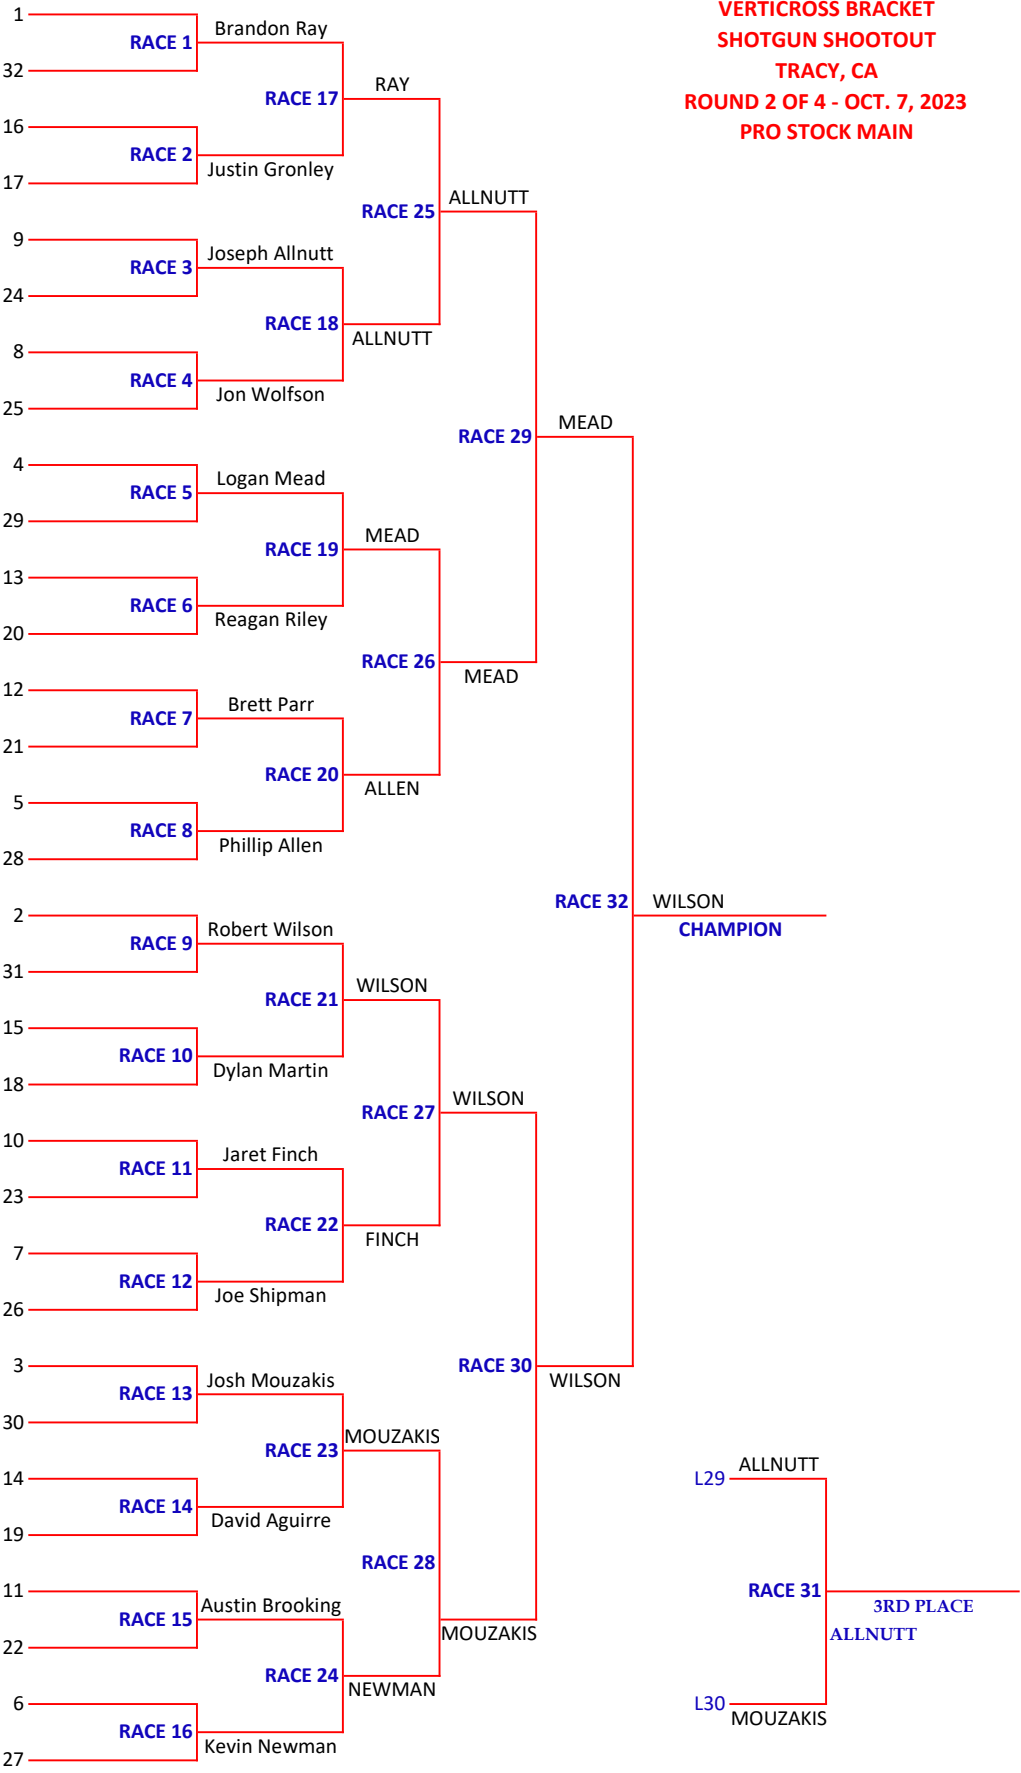 VERTICROSS BRACKET
SHOTGUN SHOOTOUT
TRACY, CA
ROUND 2 OF 4 - OCT. 7, 2023
PRO STOCK MAIN
1
RACE 1
Brandon Ray
32
RACE 17
RAY
16
RACE 2
Justin Gronley
17
RACE 25
ALLNUTT
9
RACE 3
Joseph Allnutt
24
RACE 18
ALLNUTT
8
RACE 4
Jon Wolfson
25
RACE 29
MEAD
4
RACE 5
Logan Mead
29
RACE 19
MEAD
13
RACE 6
Reagan Riley
20
RACE 26
MEAD
12
RACE 7
Brett Parr
21
RACE 20
ALLEN
5
RACE 8
Phillip Allen
28
RACE 32
WILSON
CHAMPION
2
RACE 9
Robert Wilson
31
RACE 21
WILSON
15
RACE 10
Dylan Martin
18
RACE 27
WILSON
10
RACE 11
Jaret Finch
23
RACE 22
FINCH
7
RACE 12
Joe Shipman
26
RACE 30
WILSON
3
RACE 13
Josh Mouzakis
30
RACE 23
MOUZAKIS
14
RACE 14
David Aguirre
19
RACE 28
MOUZAKIS
11
RACE 15
Austin Brooking
22
RACE 24
NEWMAN
6
RACE 16
Kevin Newman
27
L29
ALLNUTT
RACE 31
3RD PLACE
ALLNUTT
L30
MOUZAKIS